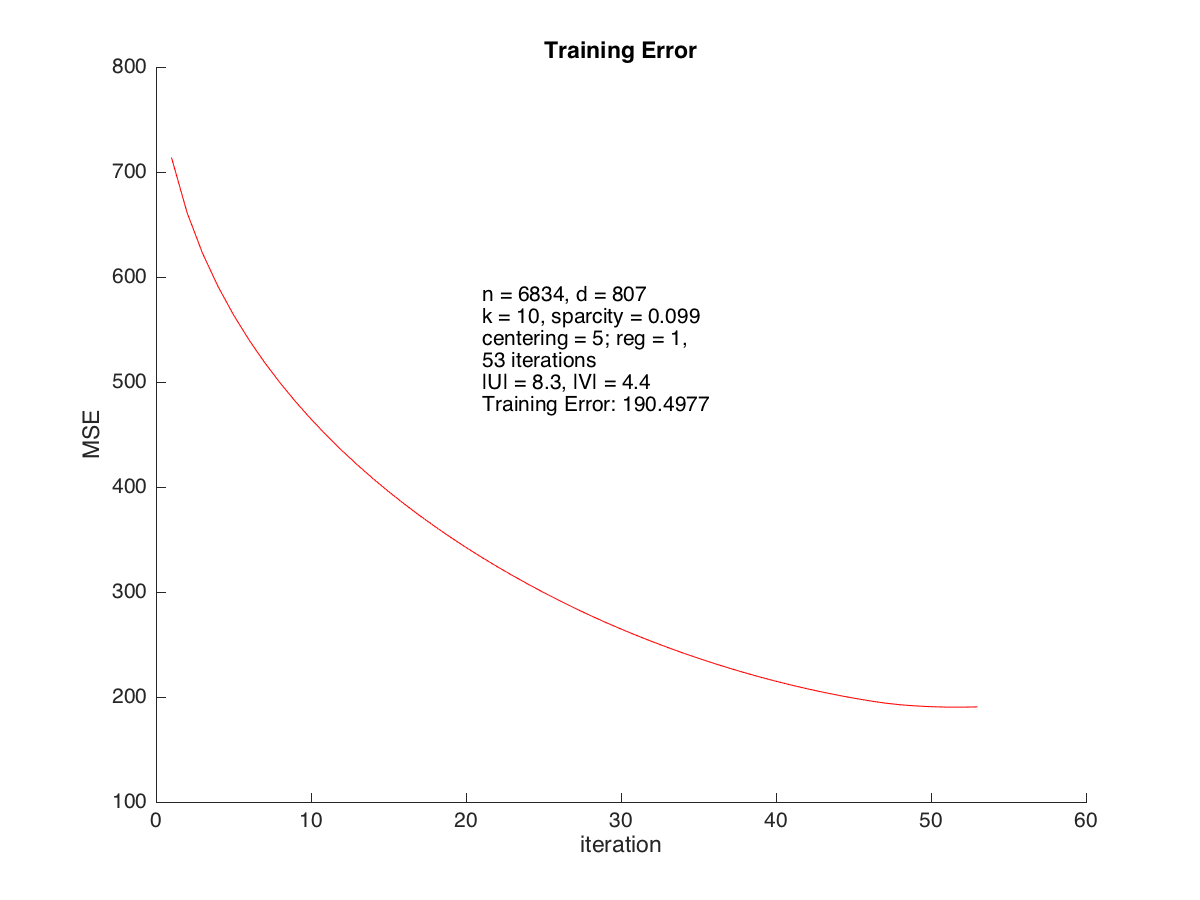 Training Error
800
700
600
500
400
300
200
100
MSE
n = 6834, d = 807
k = 10, sparcity = 0.099
centering = 5; reg = 1,
53 iterations
|U| = 8.3, |V| = 4.4
Training Error: 190.4977
0 10 20 30 40 50 60
iteration